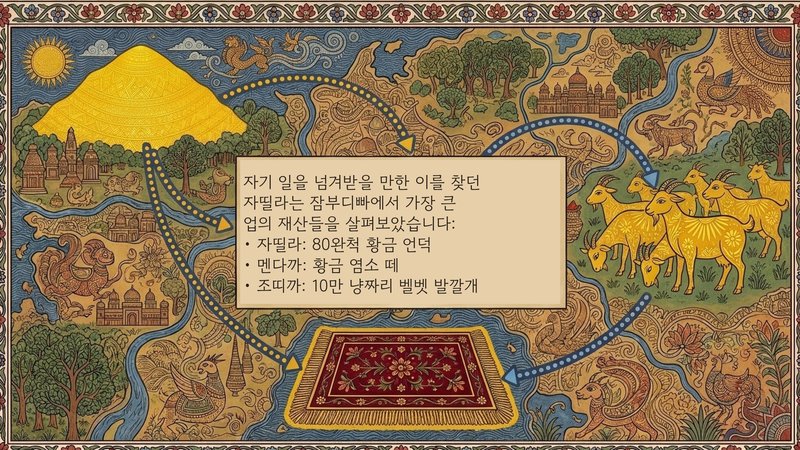 자기 일을 넘겨받을 만한 이를 찾던
자띨라는 잠부디빠에서 가장 큰
업의 재산들을 살펴보았습니다:
• 자띨라: 80완척 황금 언덕
• 멘다까: 황금 염소 떼
• 조띠까: 10만 냥짜리 벨벳 발깔개